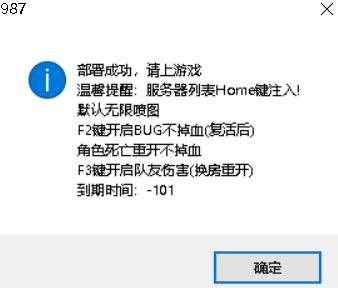 987
部署成功，请上游戏
温馨提醒：服务器列表Home键注入!
默认无限喷图
F2键开启BUG不掉血(复活后)
角色死亡重开不掉血
F3键开启队友伤害(换房重开)
到期时间：-101
确定